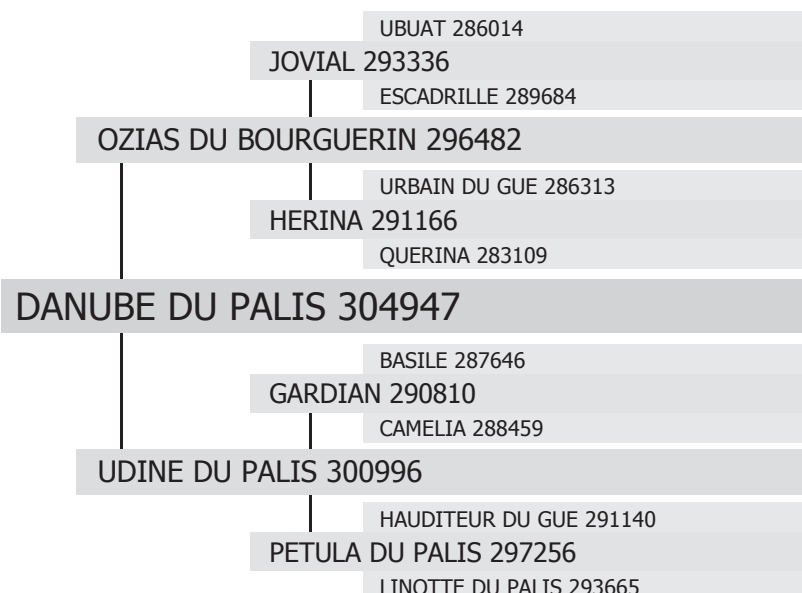 UBUAT 286014
JOVIAL 293336
ESCADRILLE 289684
OZIAS DU BOURGUERIN 296482
URBAIN DU GUE 286313
HERINA 291166
QUERINA 283109
DANUBE DU PALIS 304947
BASILE 287646
GARDIAN 290810
CAMELIA 288459
UDINE DU PALIS 300996
HAUDITEUR DU GUE 291140
PETULA DU PALIS 297256
LINOTTE DU PALIS 293665